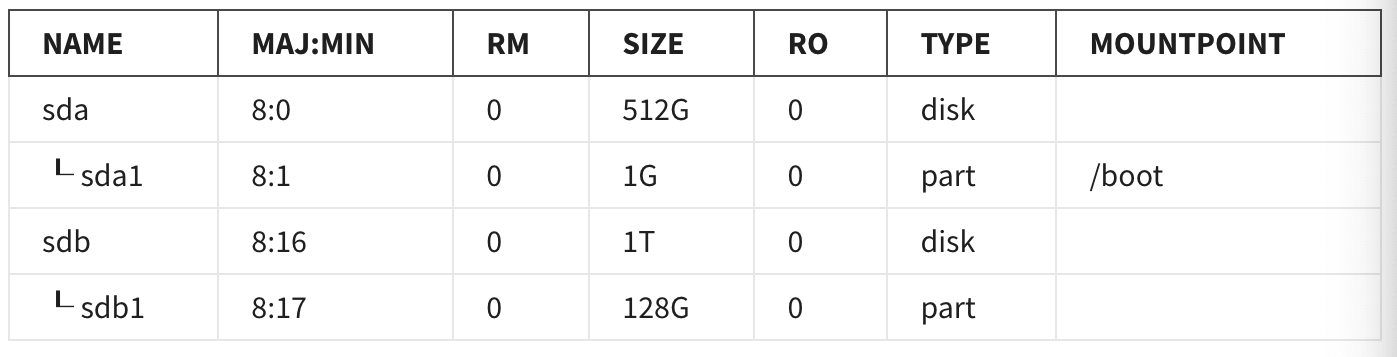 NAME MAJ:MIN RM SIZE RO TYPE MOUNTPOINT
sda 8:0 0 512G 0 disk
┗ sda1 8:1 0 1G 0 part /boot
sdb 8:16 0 1T 0 disk
┗ sdb1 8:17 0 128G 0 part